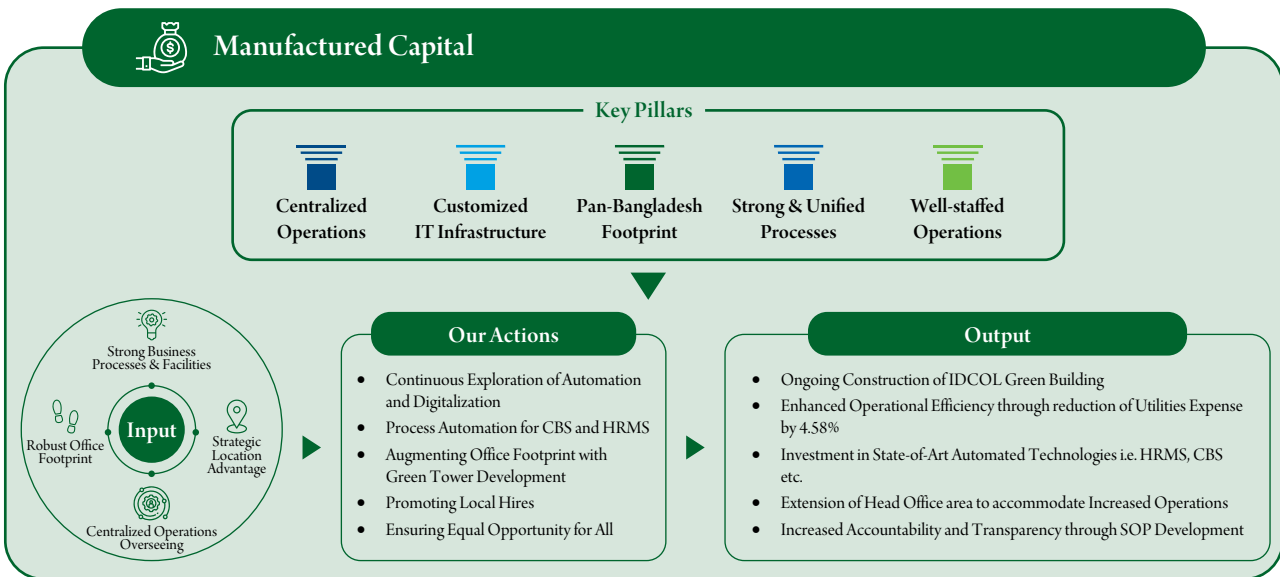 Manufactured Capital
Key Pillars
Centralized
Operations
Customized
IT Infrastructure
Pan-Bangladesh
Footprint
Strong & Unified
Processes
Well-staffed
Operations
Strong Business
Processes & Facilities
Robust Office
Footprint
Input
Strategic
Location
Advantage
Centralized Operations
Overseeing
Our Actions
• Continuous Exploration of Automation
and Digitalization
• Process Automation for CBS and HRMS
• Augmenting Office Footprint with
Green Tower Development
• Promoting Local Hires
• Ensuring Equal Opportunity for All
Output
• Ongoing Construction of IDCOL Green Building
• Enhanced Operational Efficiency through reduction of Utilities Expense
by 4.58%
• Investment in State-of-Art Automated Technologies i.e. HRMS, CBS
etc.
• Extension of Head Office area to accommodate Increased Operations
• Increased Accountability and Transparency through SOP Development